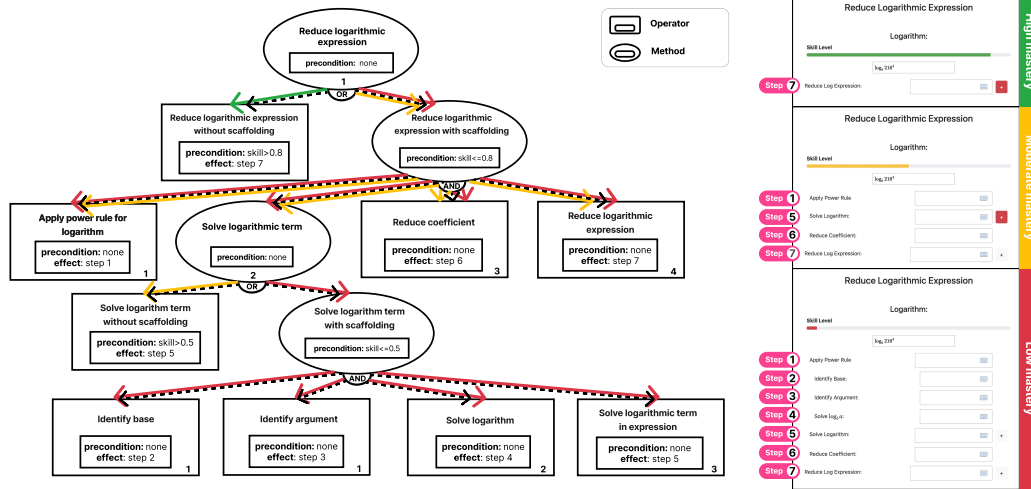 Reduce logarithmic
expression
precondition: none
1
OR
Operator
Method
Reduce logarithmic expression
without scaffolding
precondition: skill>0.8
effect: step 7
Reduce logarithmic
expression with scaffolding
precondition: skill<=0.8
AND
Apply power rule for
logarithm
precondition: none
effect: step 1
1
Solve logarithmic term
precondition: none
2
OR
Reduce coefficient
precondition: none
effect: step 6
3
Reduce logarithmic
expression
precondition: none
effect: step 7
4
Solve logarithm term
without scaffolding
precondition: skill>0.5
effect: step 5
Solve logarithm term
with scaffolding
precondition: skill<=0.5
AND
Identify base
precondition: none
effect: step 2
1
Identify argument
precondition: none
effect: step 3
1
Solve logarithm
precondition: none
effect: step 4
2
Solve logarithmic term
in expression
precondition: none
effect: step 5
3
Reduce Logarithmic Expression
Logarithm:
Skill Level
Step 7 Reduce Log Expression:
+
High mastery
Reduce Logarithmic Expression
Logarithm:
Skill Level
Step 1 Apply Power Rule
Step 5 Solve Logarithm:
+
Step 6 Reduce Coefficient:
Step 7 Reduce Log Expression:
+
Moderate mastery
Reduce Logarithmic Expression
Logarithm:
Skill Level
Step 1 Apply Power Rule
Step 2 Identify Base:
Step 3 Identify Argument:
Step 4 Solve
Step 5 Solve Logarithm:
+
Step 6 Reduce Coefficient:
Step 7 Reduce Log Expression:
+
Low mastery